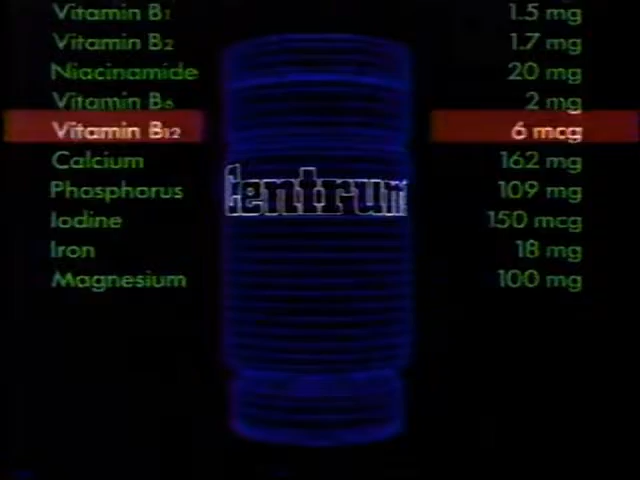 Vitamin B1 1.5 mg
Vitamin B2 1.7 mg
Niacinamide 20 mg
Vitamin B6 2 mg
Vitamin B12 6 mcg
Calcium 162 mg
Phosphorus 109 mg
Centrum
Iodine 150 mcg
Iron 18 mg
Magnesium 100 mg